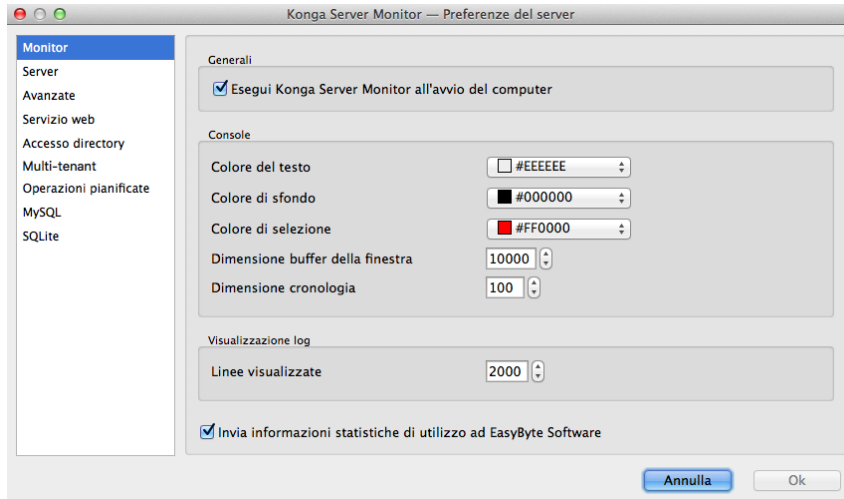 Konga Server Monitor — Preferenze del server
Monitor
Server
Avanzate
Servizio web
Accesso directory
Multi-tenant
Operazioni pianificate
MySQL
SQLite
Generali
Esegui Konga Server Monitor all'avvio del computer
Console
Colore del testo #EEEEEE
Colore di sfondo #000000
Colore di selezione #FF0000
Dimensione buffer della finestra 10000
Dimensione cronologia 100
Visualizzazione log
Linee visualizzate 2000
Invia informazioni statistiche di utilizzo ad EasyByte Software
Annulla Ok